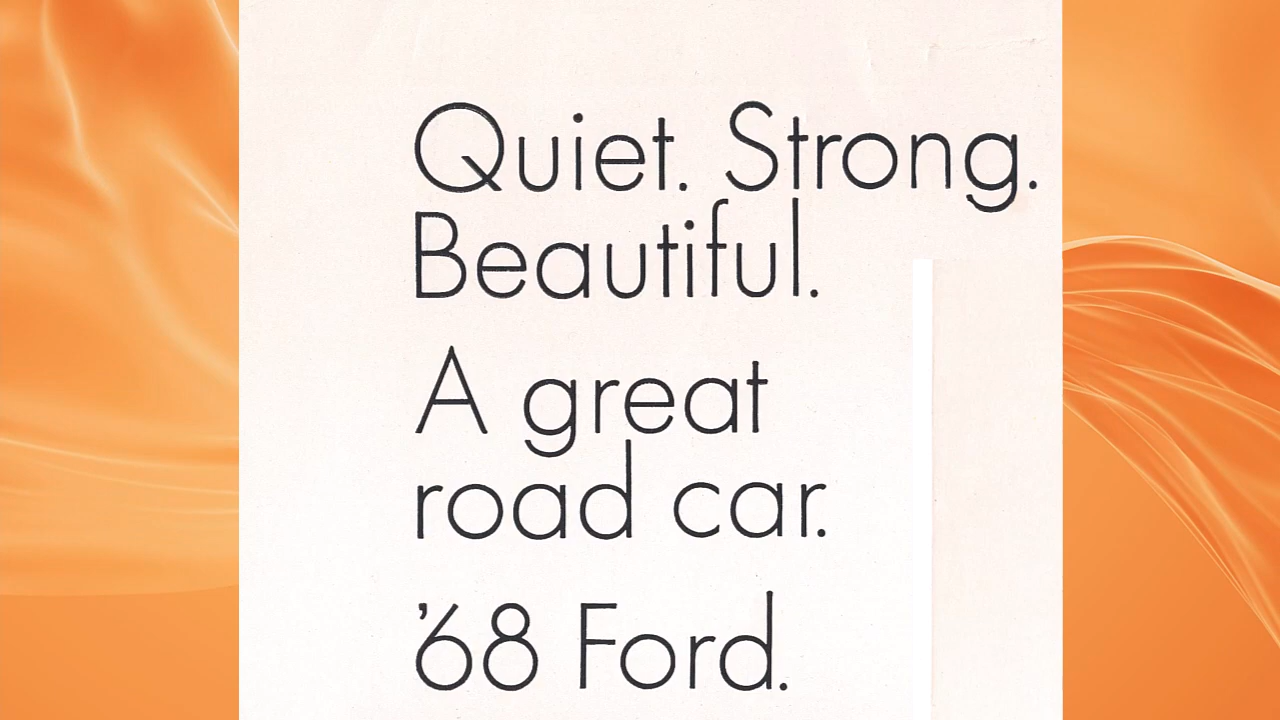 Quiet. Strong.
Beautiful.
A great
road car.
’68 Ford.